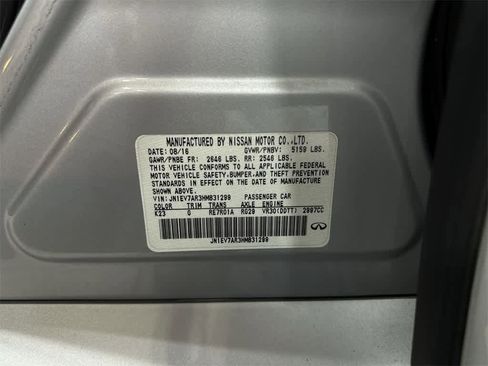 MANUFACTURED BY NISSAN MOTOR CO.,LTD.
DATE: 08/16 GVWR/PNBV: 5159 LBS.
GAWR/PNBE FR: 2646 LBS. RR: 2546 LBS.
THIS VEHICLE CONFORMS TO ALL APPLICABLE FEDERAL
MOTOR VEHICLE SAFETY,BUMPER,AND THEFT PREVENTION
STANDARDS IN EFFECT ON THE DATE OF MANUFACTURE
SHOWN ABOVE.
VIN: JN1EV7AR3HM831299 PASSENGER CAR
COLOR TRIM TRANS AXLE ENGINE
K23 G RE7R01A RG28 VR30(DDTT) 2997CC
JN1EV7AR3HM831299